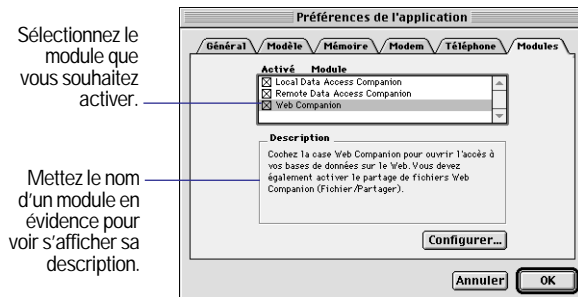 Sélectionnez le
module que
vous souhaitez
activer.
Mettez le nom
d'un module en
évidence pour
voir s'afficher sa
description.
Préférences de l'application
Général Modèle Mémoire Modem Téléphone Modules
Activé Module
Local Data Access Companion
Remote Data Access Companion
Web Companion
Description
Cochez la case Web Companion pour ouvrir l'accès à
vos bases de données sur le Web. Vous devez
également activer le partage de fichiers Web
Companion (Fichier/Partager).
Configurer...
Annuler OK